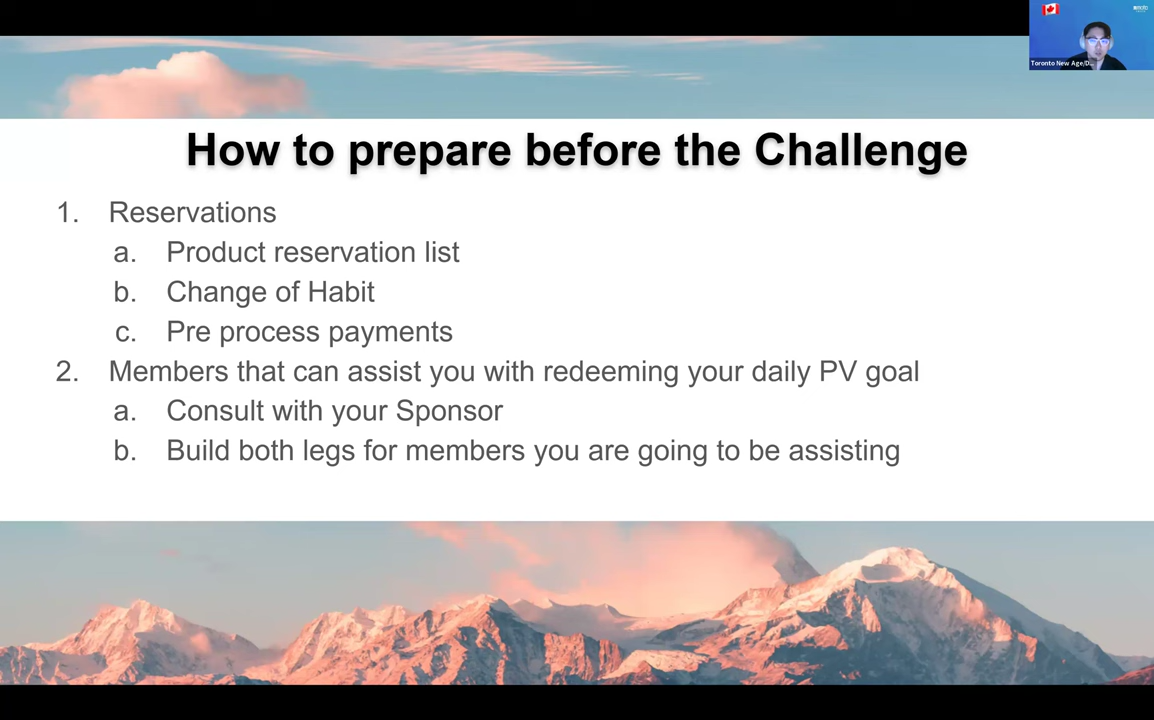 Toronto New Age/D...
How to prepare before the Challenge
1. Reservations
a. Product reservation list
b. Change of Habit
c. Pre process payments
2. Members that can assist you with redeeming your daily PV goal
a. Consult with your Sponsor
b. Build both legs for members you are going to be assisting